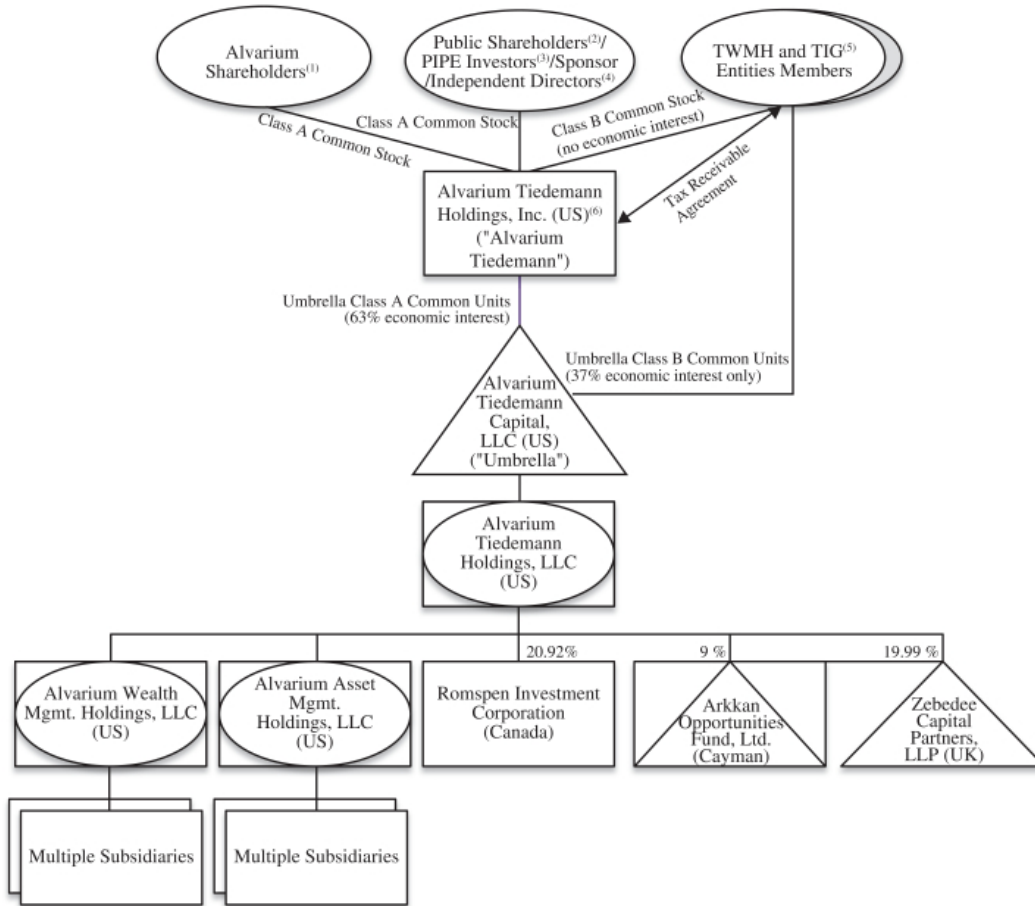 Alvarium
Shareholders(1)
Public Shareholders(2)/
PIPE Investors(3)/Sponsor
/Independent Directors(4)
TWMH and TIG(5)
Entities Members
Class A Common Stock
Class A Common Stock
Class B Common Stock
(no economic interest)
Tax Receivable
Agreement
Alvarium Tiedemann
Holdings, Inc. (US)(6)
("Alvarium
Tiedemann")
Umbrella Class A Common Units
(63% economic interest)
Umbrella Class B Common Units
(37% economic interest only)
Alvarium
Tiedemann
Capital,
LLC (US)
("Umbrella")
Alvarium
Tiedemann
Holdings, LLC
(US)
20.92%
9 %
19.99 %
Alvarium Wealth
Mgmt. Holdings, LLC
(US)
Alvarium Asset
Mgmt.
Holdings, LLC
(US)
Romspen Investment
Corporation
(Canada)
Arkkan
Opportunities
Fund, Ltd.
(Cayman)
Zebedee
Capital
Partners,
LLP (UK)
Multiple Subsidiaries
Multiple Subsidiaries